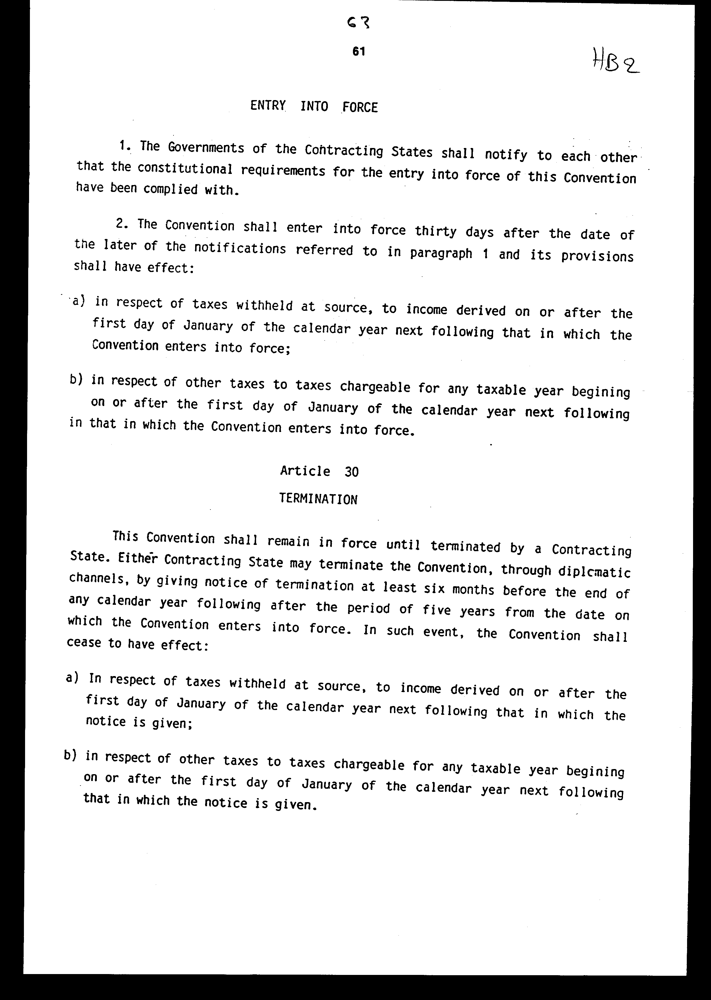 63
61
HB2
ENTRY INTO FORCE
1. The Governments of the Contracting States shall notify to each other
that the constitutional requirements for the entry into force of this Convention
have been complied with.
2. The Convention shall enter into force thirty days after the date of
the later of the notifications referred to in paragraph 1 and its provisions
shall have effect:
a) in respect of taxes withheld at source, to income derived on or after the
first day of January of the calendar year next following that in which the
Convention enters into force;
b) in respect of other taxes to taxes chargeable for any taxable year begining
on or after the first day of January of the calendar year next following
in that in which the Convention enters into force.
Article 30
TERMINATION
This Convention shall remain in force until terminated by a Contracting
State. Either Contracting State may terminate the Convention, through diplomatic
channels, by giving notice of termination at least six months before the end of
any calendar year following after the period of five years from the date on
which the Convention enters into force. In such event, the Convention shall
cease to have effect:
a) In respect of taxes withheld at source, to income derived on or after the
first day of January of the calendar year next following that in which the
notice is given;
b) in respect of other taxes to taxes chargeable for any taxable year begining
on or after the first day of January of the calendar year next following
that in which the notice is given.